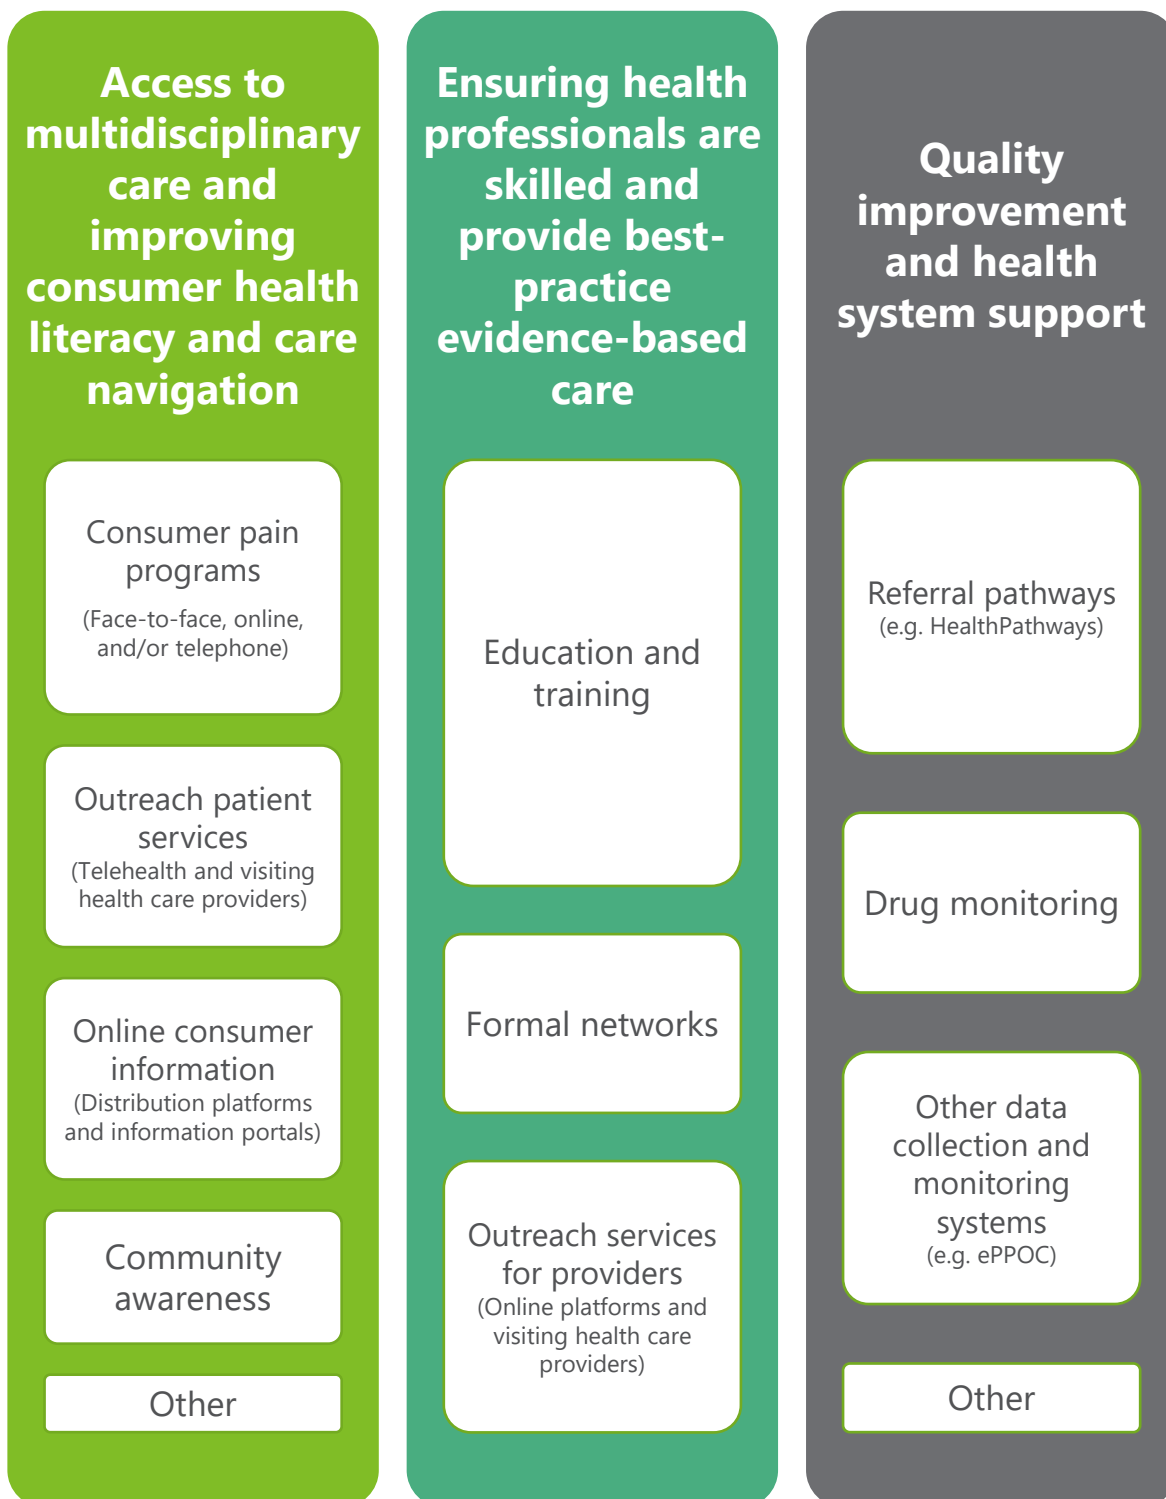 Access to
multidisciplinary
care and
improving
consumer health
literacy and care
navigation
Consumer pain
programs
(Face-to-face, online,
and/or telephone)
Outreach patient
services
(Telehealth and visiting
health care providers)
Online consumer
information
(Distribution platforms
and information portals)
Community
awareness
Other
Ensuring health
professionals are
skilled and
provide best-
practice
evidence-based
care
Education and
training
Formal networks
Outreach services
for providers
(Online platforms and
visiting health care
providers)
Quality
improvement
and health
system support
Referral pathways
(e.g. HealthPathways)
Drug monitoring
Other data
collection and
monitoring
systems
(e.g. ePPOC)
Other